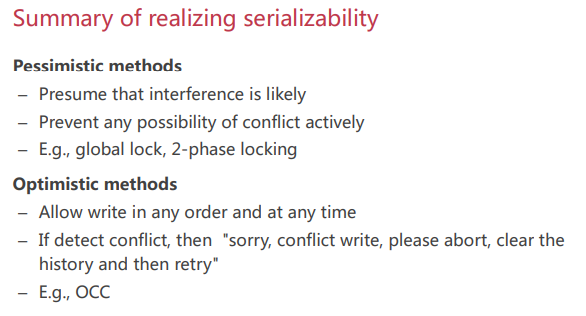 Summary of realizing serializability
Pessimistic methods
– Presume that interference is likely
– Prevent any possibility of conflict actively
– E.g., global lock, 2-phase locking
Optimistic methods
– Allow write in any order and at any time
– If detect conflict, then "sorry, conflict write, please abort, clear the
history and then retry"
– E.g., OCC